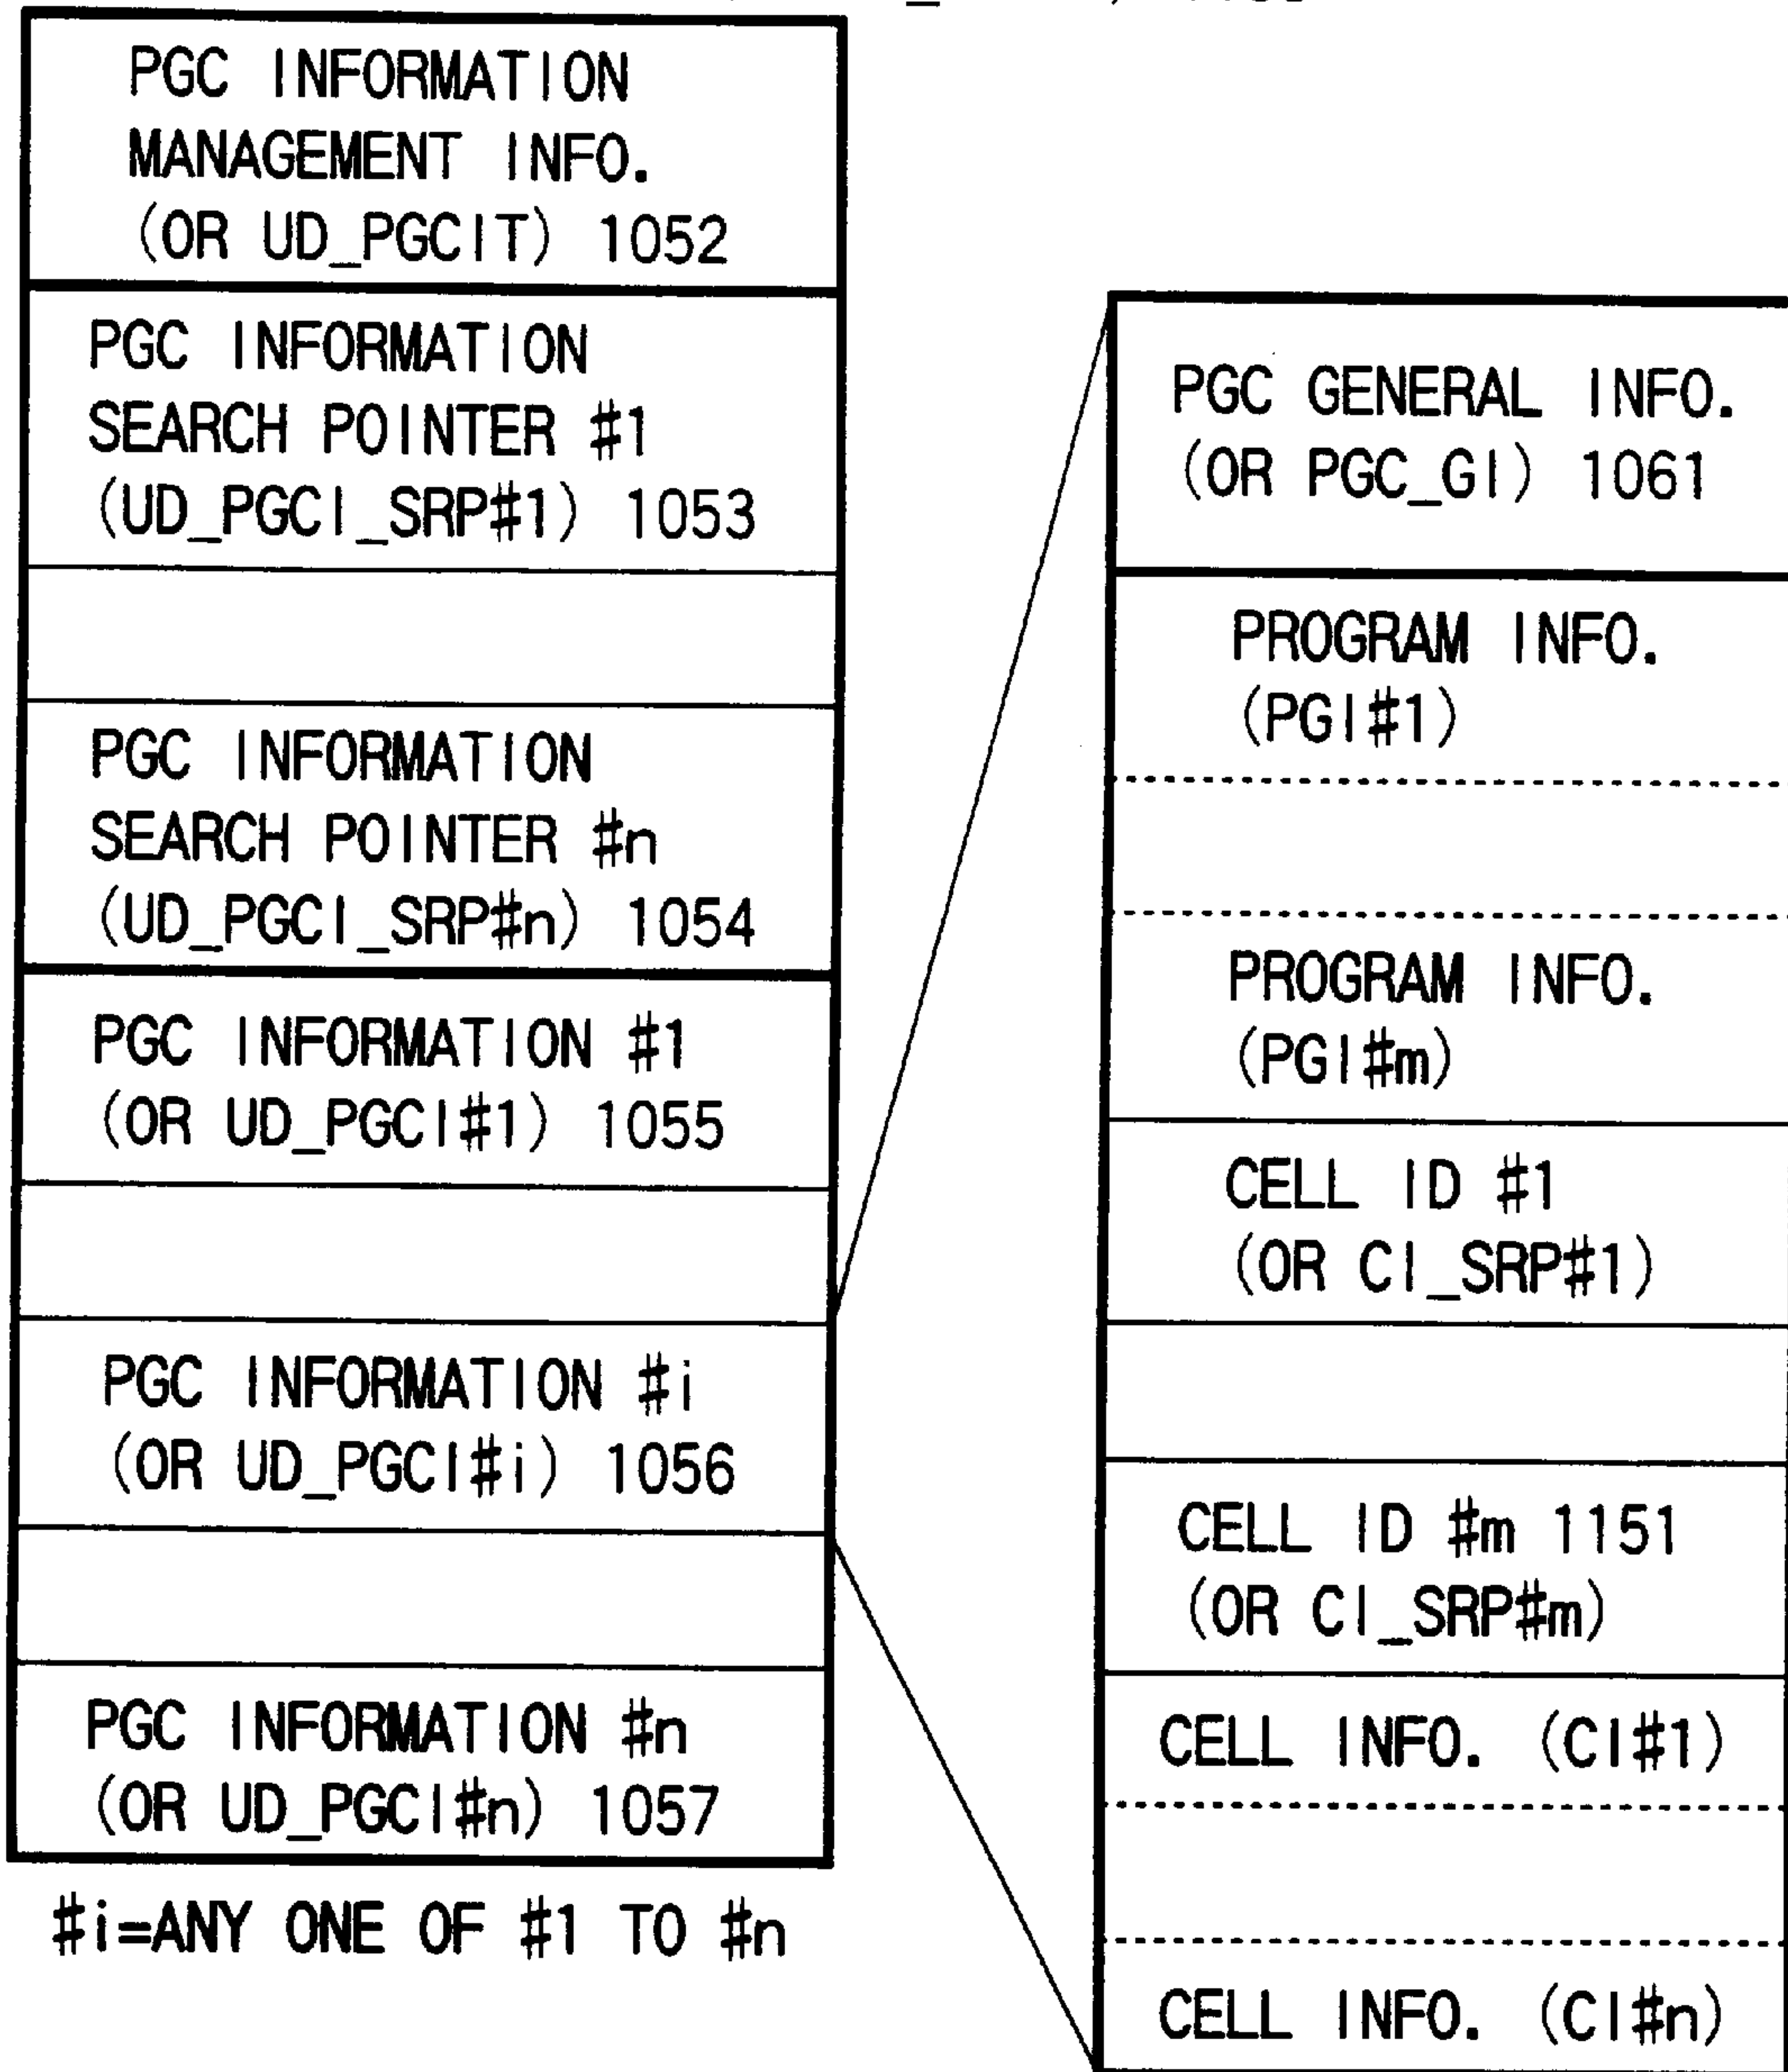 PGC INFORMATION
MANAGEMENT INFO.
(OR UD_PGCIT) 1052
PGC INFORMATION
SEARCH POINTER #1
(UD_PGCI_SRP#1) 1053
PGC INFORMATION
SEARCH POINTER #n
(UD_PGCI_SRP#n) 1054
PGC INFORMATION #1
(OR UD_PGCI#1) 1055
PGC INFORMATION #i
(OR UD_PGCI#i) 1056
PGC INFORMATION #n
(OR UD_PGCI#n) 1057
#i=ANY ONE OF #1 TO #n
PGC GENERAL INFO.
(OR PGC_GI) 1061
PROGRAM INFO.
(PGI#1)
PROGRAM INFO.
(PGI#m)
CELL ID #1
(OR CI_SRP#1)
CELL ID #m 1151
(OR CI_SRP#m)
CELL INFO. (CI#1)
CELL INFO. (CI#n)